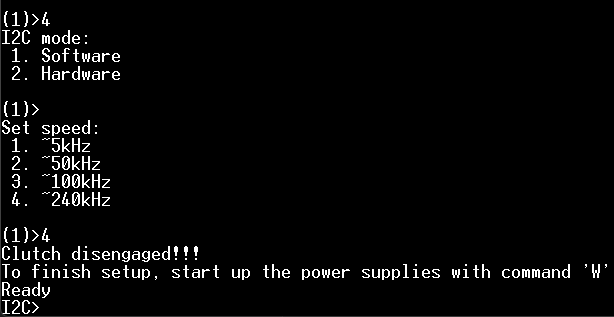 (1)>4
I2C mode:
 1. Software
 2. Hardware
(1)>
Set speed:
 1. ~5kHz
 2. ~50kHz
 3. ~100kHz
 4. ~240kHz
(1)>4
Clutch disengaged!!!
To finish setup, start up the power supplies with command 'W'
Ready
I2C>